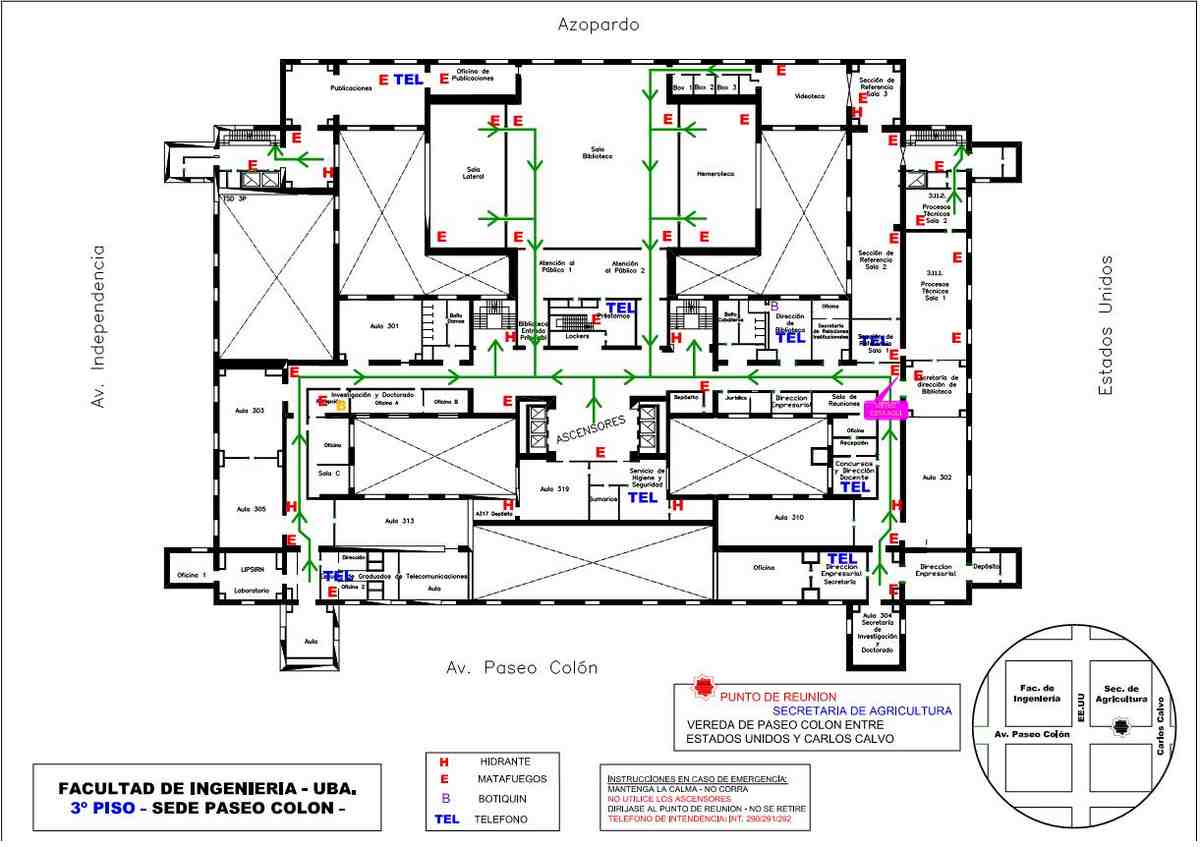 Azopardo
Oficina de
Publicaciones
E
TEL
E
Publicaciones
Box 1
Box 2
Box 3
E
Videoteca
Sección de
Referencia
Sala 3
E
H
E
E
E
E
E
E
E
E
H
Sala
Lateral
Sala
Biblioteca
Hemeroteca
E
TSD 3P
3.1.2.
Procesos
Técnicos
Sala 2
E
E
E
E
E
E
Sección de
Referencia
Sala 2
E
Atención al
Público 1
Atención
al Público 2
3.1.1.
Procesos
Técnicos
Sala 1
Av. Independencia
Estados Unidos
Aula 301
Baño
Damas
H
Biblioteca
Entrada
TEL
E
Préstamos
Lockers
H
Baño
Caballeros
B
Dirección
de
Biblioteca
TEL
Oficina
Secretaría
de Relaciones
Institucionales
TEL
Sala 1
E
E
E
E
E
Secretaría de
dirección de
Biblioteca
E
Aula 303
Investigación y Doctorado
Oficina A
Oficina B
E
B
E
Depósito
Jurídica
Direccion
Empresarial
Sala de
Reuniones
ASCENSORES
E
Oficina
Sala C
Oficina
Recepción
Concursos
y Dirección
Docente
TEL
Aula 302
Aula 305
H
E
Aula 313
H
A317 Depósito
Aula 319
Sumarios
Servicio de
Higiene y
Seguridad
TEL
H
Aula 310
H
E
Oficina 1
LIPSIRN
Laboratorio
Dirección
TEL
de Graduados de Telecomunicaciones
Oficina 2
E
Aula
Oficina
TEL
Direccion
Empresarial
Secretaria
E
Direccion
Empresarial
Depósito
Aula
Aula 304
Secretaría
de
Investigación
y
Doctorado
Av. Paseo Colón
PUNTO DE REUNION
SECRETARIA DE AGRICULTURA
VEREDA DE PASEO COLON ENTRE
ESTADOS UNIDOS Y CARLOS CALVO
Fac. de
Ingeniería
Sec. de
Agricultura
EE.UU
Av. Paseo Colón
Carlos Calvo
FACULTAD DE INGENIERIA - UBA.
3º PISO - SEDE PASEO COLON -
H HIDRANTE
E MATAFUEGOS
B BOTIQUIN
TEL TELEFONO
INSTRUCCIONES EN CASO DE EMERGENCIA:
MANTENGA LA CALMA - NO CORRA
NO UTILICE LOS ASCENSORES
DIRIJASE AL PUNTO DE REUNION - NO SE RETIRE
TELEFONO DE INTENDENCIA: INT. 290/291/292